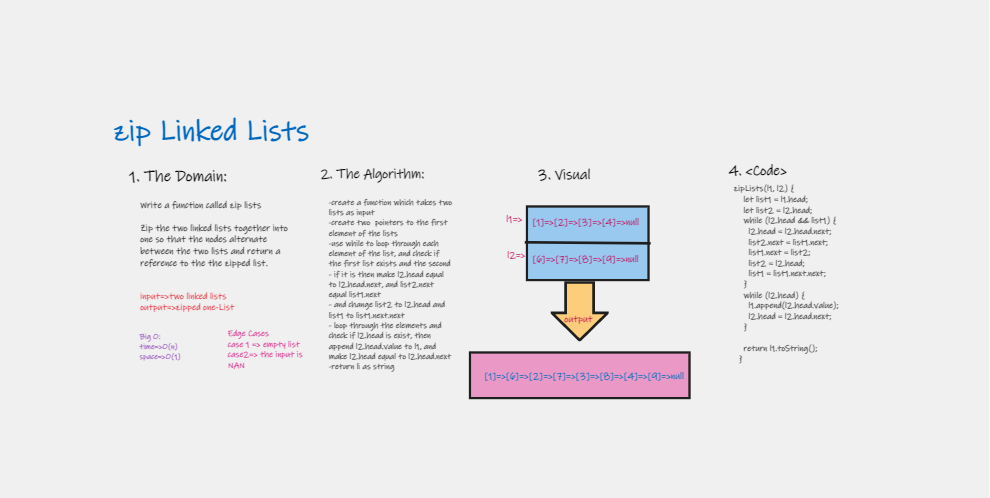 zip Linked Lists
1. The Domain:
Write a function called zip lists
Zip the two linked lists together into
one so that the nodes alternate
between the two lists and return a
reference to the the zipped list.
input=>two linked lists
output=>zipped one-List
Big O:
time=>O(n)
space=>O(1)
Edge Cases
case 1 => empty list
case2=> the input is
NAN
2. The Algorithm:
-create a function which takes two
lists as input
-create two pointers to the first
element of the lists
-use while to loop through each
element of the list, and check if
the first list exists and the second
- if it is then make l2.head equal
to l2.head.next, and list2.next
equal list1.next
- and change list2 to l2.head and
list1 to list1.next.next
- loop through the elements and
check if l2.head is exist, then
append l2.head.value to l1, and
make l2.head equal to l2.head.next
-return li as string
3. Visual
l1=>
[1]=>[2]=>[3]=>[4]=>null
l2=>
[6]=>[7]=>[8]=>[9]=>null
output
[1]=>[6]=>[2]=>[7]=>[3]=>[8]=>[4]=>[9]=>null
4. <Code>
zipLists(l1, l2) {
let list1 = l1.head;
let list2 = l2.head;
while (l2.head && list1) {
l2.head = l2.head.next;
list2.next = list1.next;
list1.next = list2;
list2 = l2.head;
list1 = list1.next.next;
}
while (l2.head) {
l1.append(l2.head.value);
l2.head = l2.head.next;
}
return l1.toString();
}